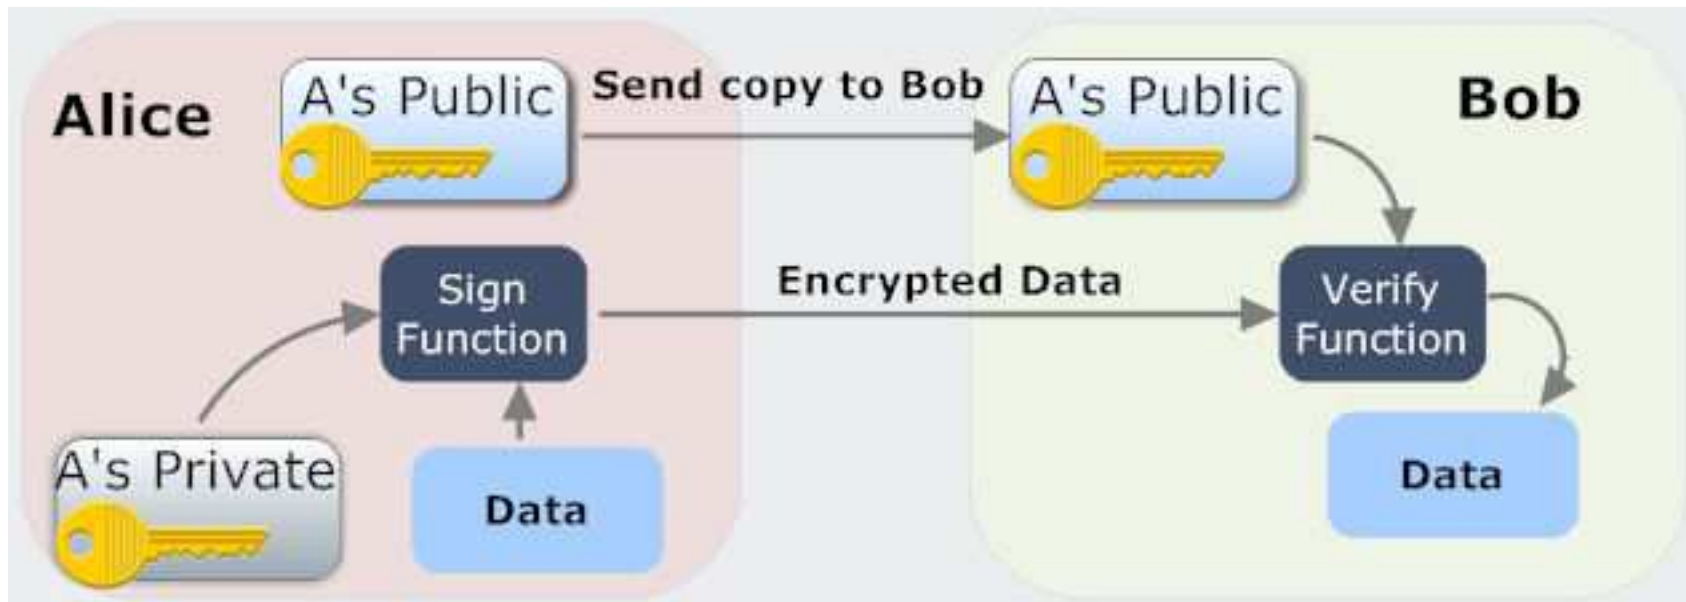 Alice
A's Public
Send copy to Bob
A's Public
Bob
Sign
Function
Encrypted Data
Verify
Function
A's Private
Data
Data